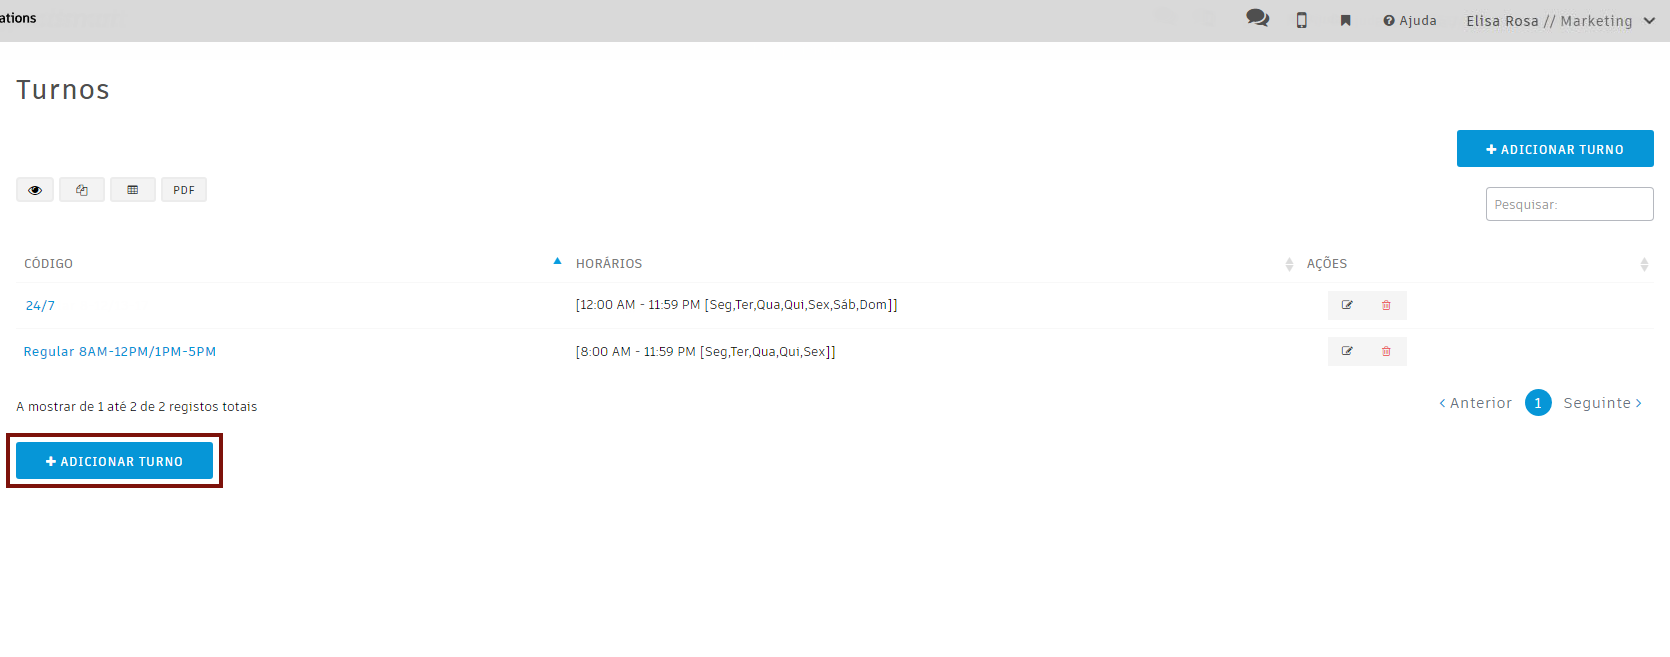 ations
Ajuda
Elisa Rosa // Marketing
Turnos
ADICIONAR TURNO
PDF
Pesquisar:
CÓDIGO HORÁRIOS AÇÕES
24/7 [12:00 AM - 11:59 PM [Seg,Ter,Qua,Qui,Sex,Sáb,Dom]]
Regular 8AM-12PM/1PM-5PM [8:00 AM - 11:59 PM [Seg,Ter,Qua,Qui,Sex]]
A mostrar de 1 até 2 de 2 registos totais
< Anterior 1 Seguinte >
ADICIONAR TURNO